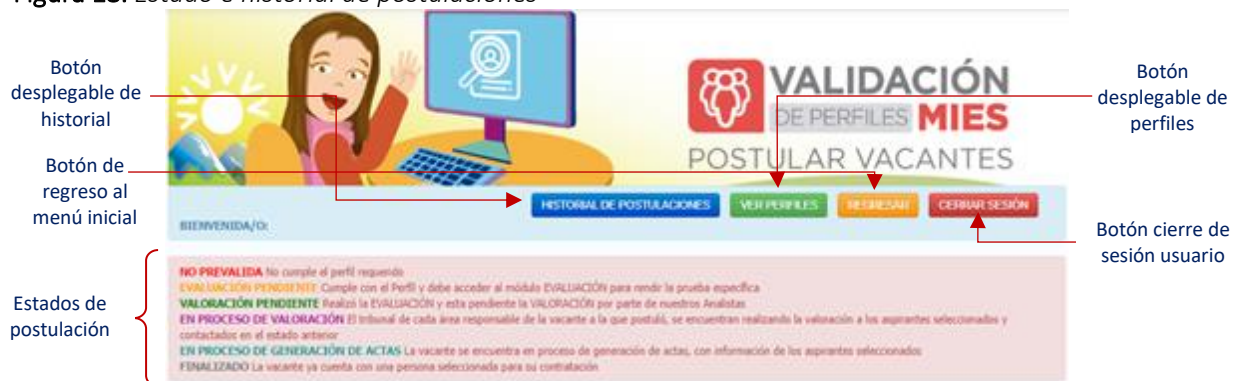 Figura 18. Estado e historial de postulaciones
Botón
desplegable de
historial
Botón de
regreso al
menú inicial
VALIDACIÓN
DE PERFILES MIES
POSTULAR VACANTES
Botón
desplegable de
perfiles
HISTORIAL DE POSTULACIONES
VER PERFILES
REGRESAR
CERRAR SESIÓN
BIENVENIDA/O:
Botón cierre de
sesión usuario
Estados de
postulación
NO PREVALIDA No cumple el perfil requerido
EVALUACIÓN PENDIENTE Cumple con el Perfil y debe acceder al módulo EVALUACIÓN para rendir la prueba específica
VALORACIÓN PENDIENTE Realizó la EVALUACIÓN y esta pendiente la VALORACIÓN por parte de nuestros Analistas
EN PROCESO DE VALORACIÓN El tribunal de cada área responsable de la vacante a la que postuló, se encuentran realizando la valoración a los aspirantes seleccionados y
contactados en el estado anterior
EN PROCESO DE GENERACIÓN DE ACTAS La vacante se encuentra en proceso de generación de actas, con información de los aspirantes seleccionados
FINALIZADO La vacante ya cuenta con una persona seleccionada para su contratación